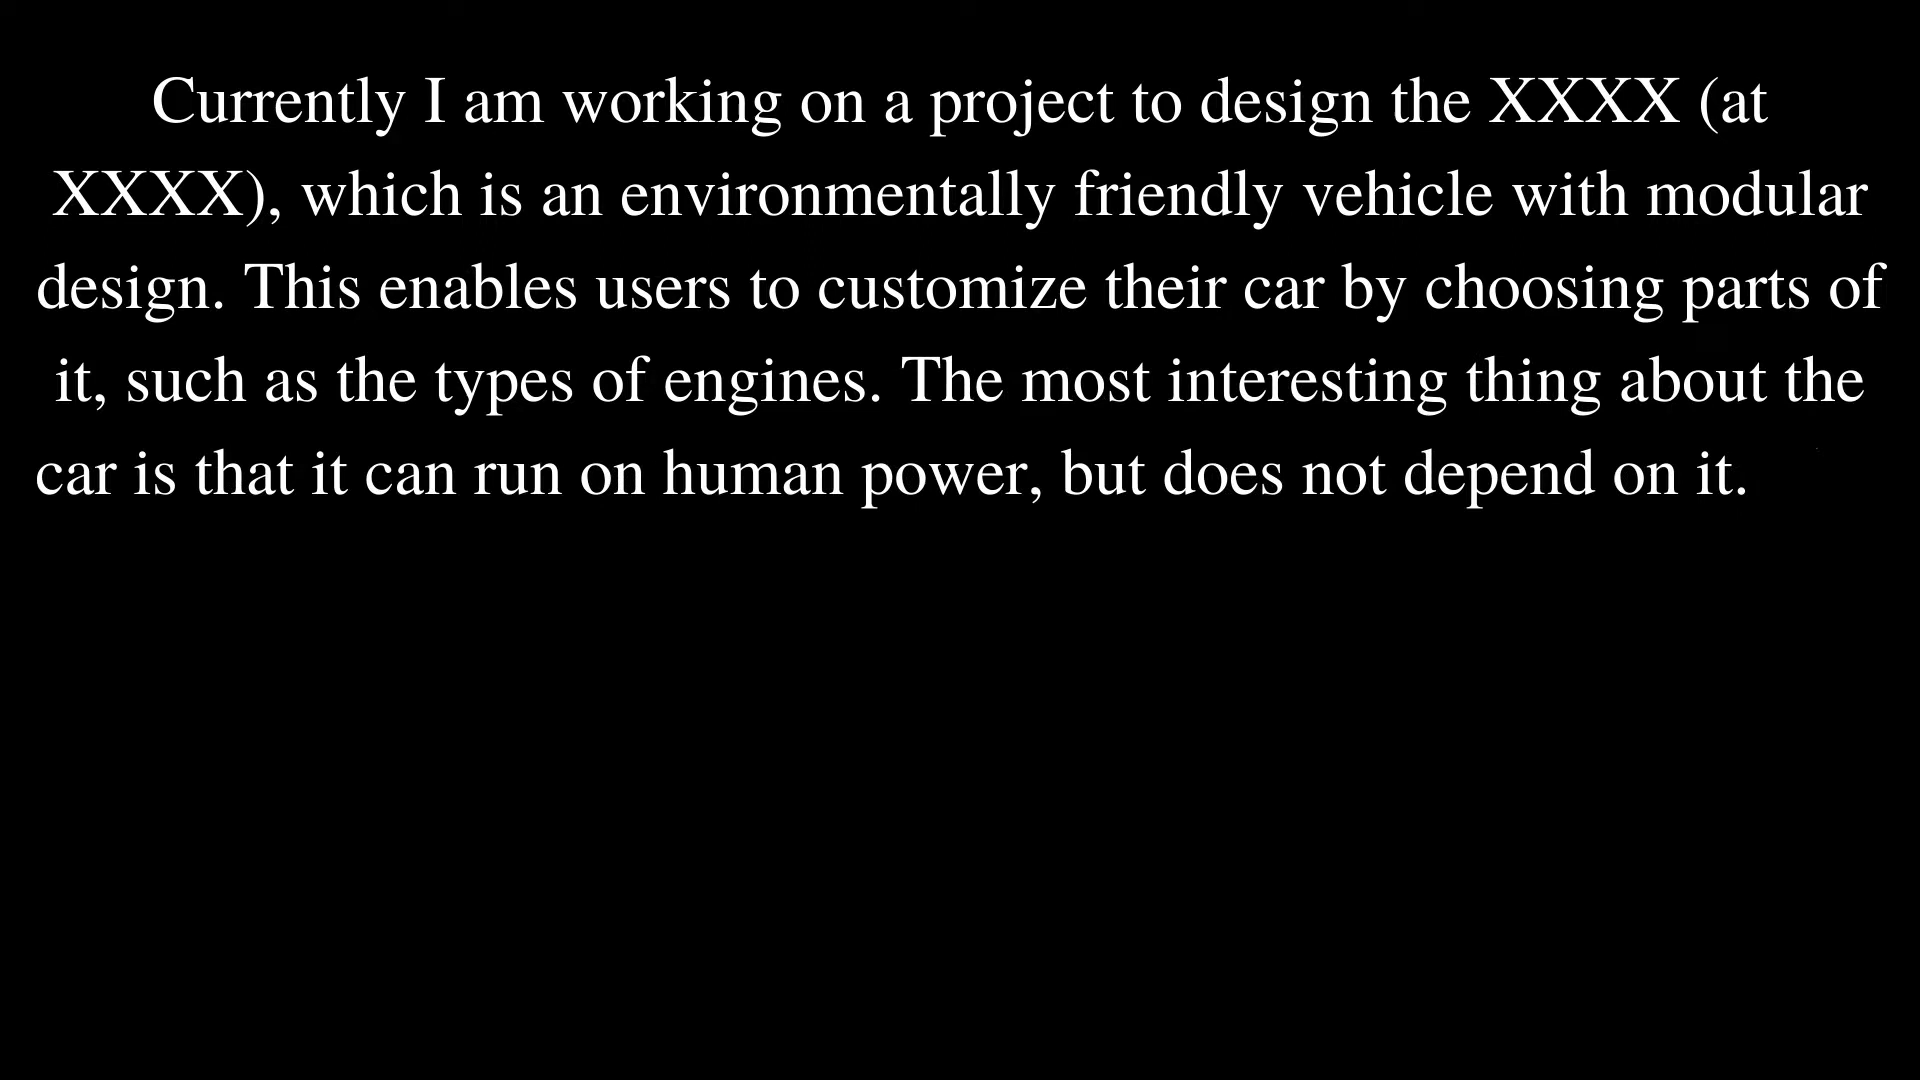 Currently I am working on a project to design the XXXX (at
XXXX), which is an environmentally friendly vehicle with modular
design. This enables users to customize their car by choosing parts of
it, such as the types of engines. The most interesting thing about the
car is that it can run on human power, but does not depend on it.